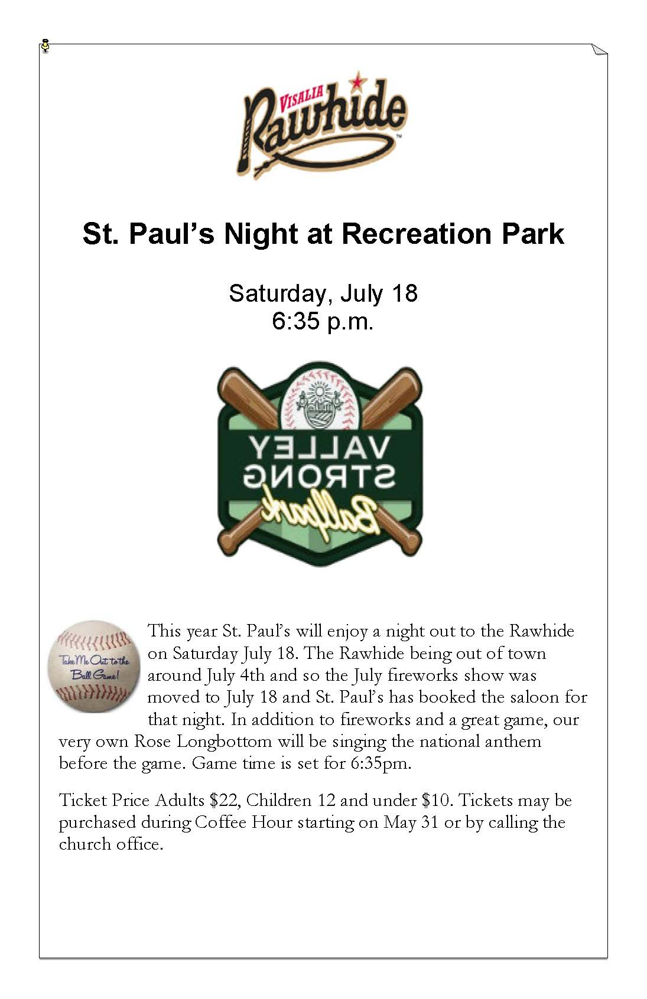 VISALIA
Rawhide
TM
St. Paul's Night at Recreation Park
Saturday, July 18
6:35 p.m.
VALLEY
STRONG
Ballpark
Take Me Out to the
Ball Game!
This year St. Paul's will enjoy a night out to the Rawhide
on Saturday July 18. The Rawhide being out of town
around July 4th and so the July fireworks show was
moved to July 18 and St. Paul's has booked the saloon for
that night. In addition to fireworks and a great game, our
very own Rose Longbottom will be singing the national anthem
before the game. Game time is set for 6:35pm.
Ticket Price Adults $22, Children 12 and under $10. Tickets may be
purchased during Coffee Hour starting on May 31 or by calling the
church office.